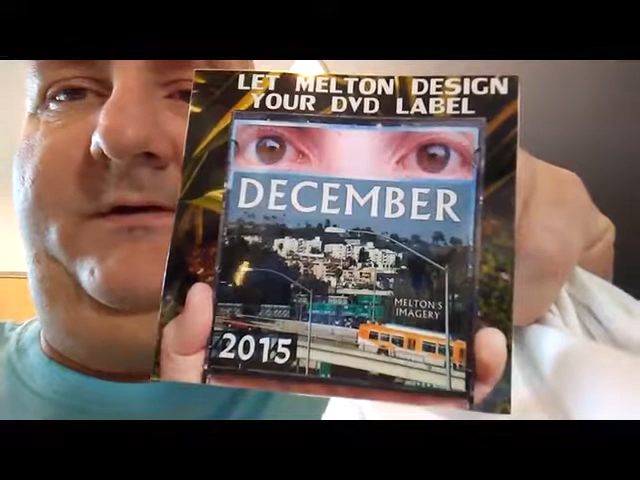 LET MELTON DESIGN
YOUR DVD LABEL
DECEMBER
MELTON'S
IMAGERY
2015